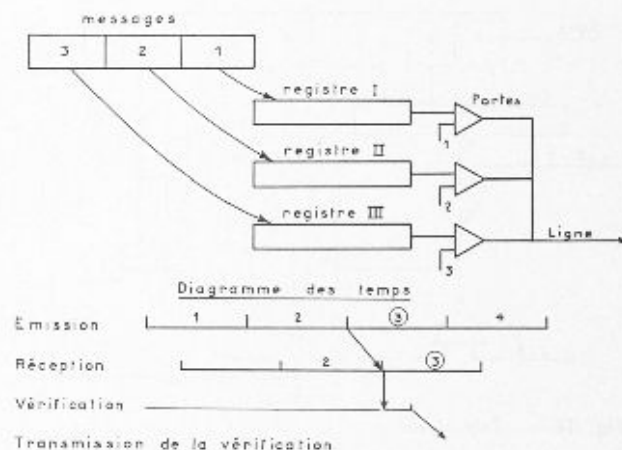 messages
3 2 1
registre I
Portes
1
registre II
2
registre III
Ligne
3
Diagramme des temps
Emission 1 2 3 4
Réception 2 3
Vérification
Transmission de la vérification